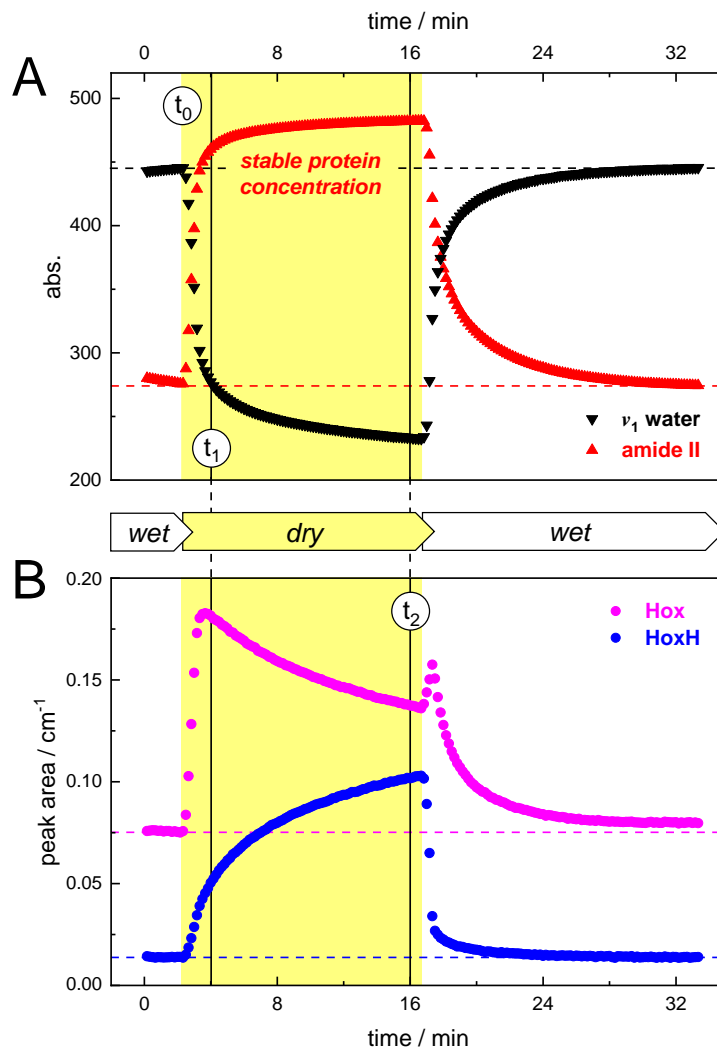 time / min
0 8 16 24 32
A
500
400
300
200
abs.
t0
stable protein
concentration
t1
ν1 water
amide II
wet dry wet
B
0.20
0.15
0.10
0.05
0.00
peak area / cm-1
t2
Hox
HoxH
0 8 16 24 32
time / min